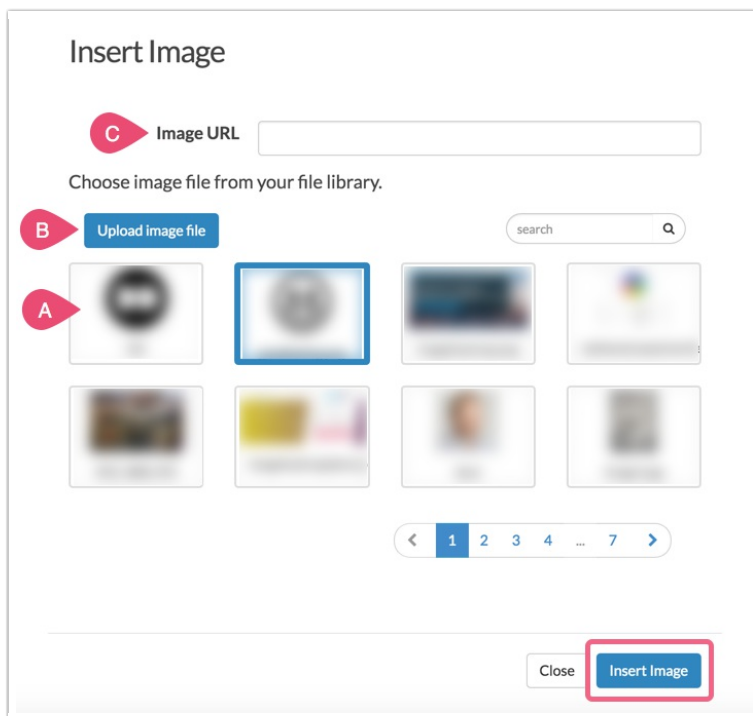 Insert Image
C Image URL
Choose image file from your file library.
B Upload image file search
A
1 2 3 4 ... 7
Close Insert Image